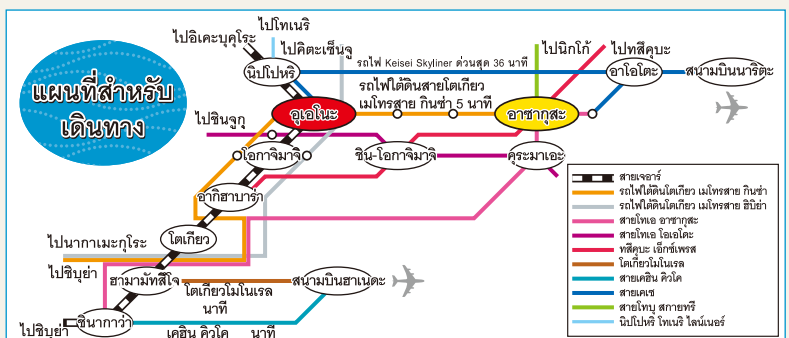 ไปโทเนริ
ไปอิเคะบุคุโระ
ไปคิตะเซ็นจู
ไปนิกโก้
ไปทสึคุบะ
นิปโปหริ
รถไฟ Keisei Skyliner ด่วนสุด 36 นาที
อาโอโตะ
สนามบินนาริตะ
แผนที่สำหรับ
เดินทาง
รถไฟใต้ดินสายโตเกียว
เมโทรสาย กินซ่า 5 นาที
อุเอโนะ
อาซากุสะ
ไปชินจูกุ
โอกาจิมาจิ
ชิน-โอกาจิมาจิ
คุระมาเอะ
อากิฮาบาร่า
โตเกียว
ไปนากาเมะกุโระ
ไปชิบุย่า
ฮามามัทสึโจ
สนามบินฮาเนดะ
โตเกียวโมโนเรล
นาที
ชินากาว่า
ไปชิบุย่า
เคฮิน คิวโค นาที
สายเจอาร์
รถไฟใต้ดินโตเกียว เมโทรสาย กินซ่า
รถไฟใต้ดินโตเกียว เมโทรสาย ฮิบิย่า
สายโทเอ อาซากุสะ
สายโทเอ โอเอโดะ
ทสึคุบะ เอ็กซ์เพรส
โตเกียวโมโนเรล
สายเคฮิน คิวโค
สายเคเซ
สายโทบุ สกายทรี
นิปโปหริ โทเนริ ไลน์เนอร์